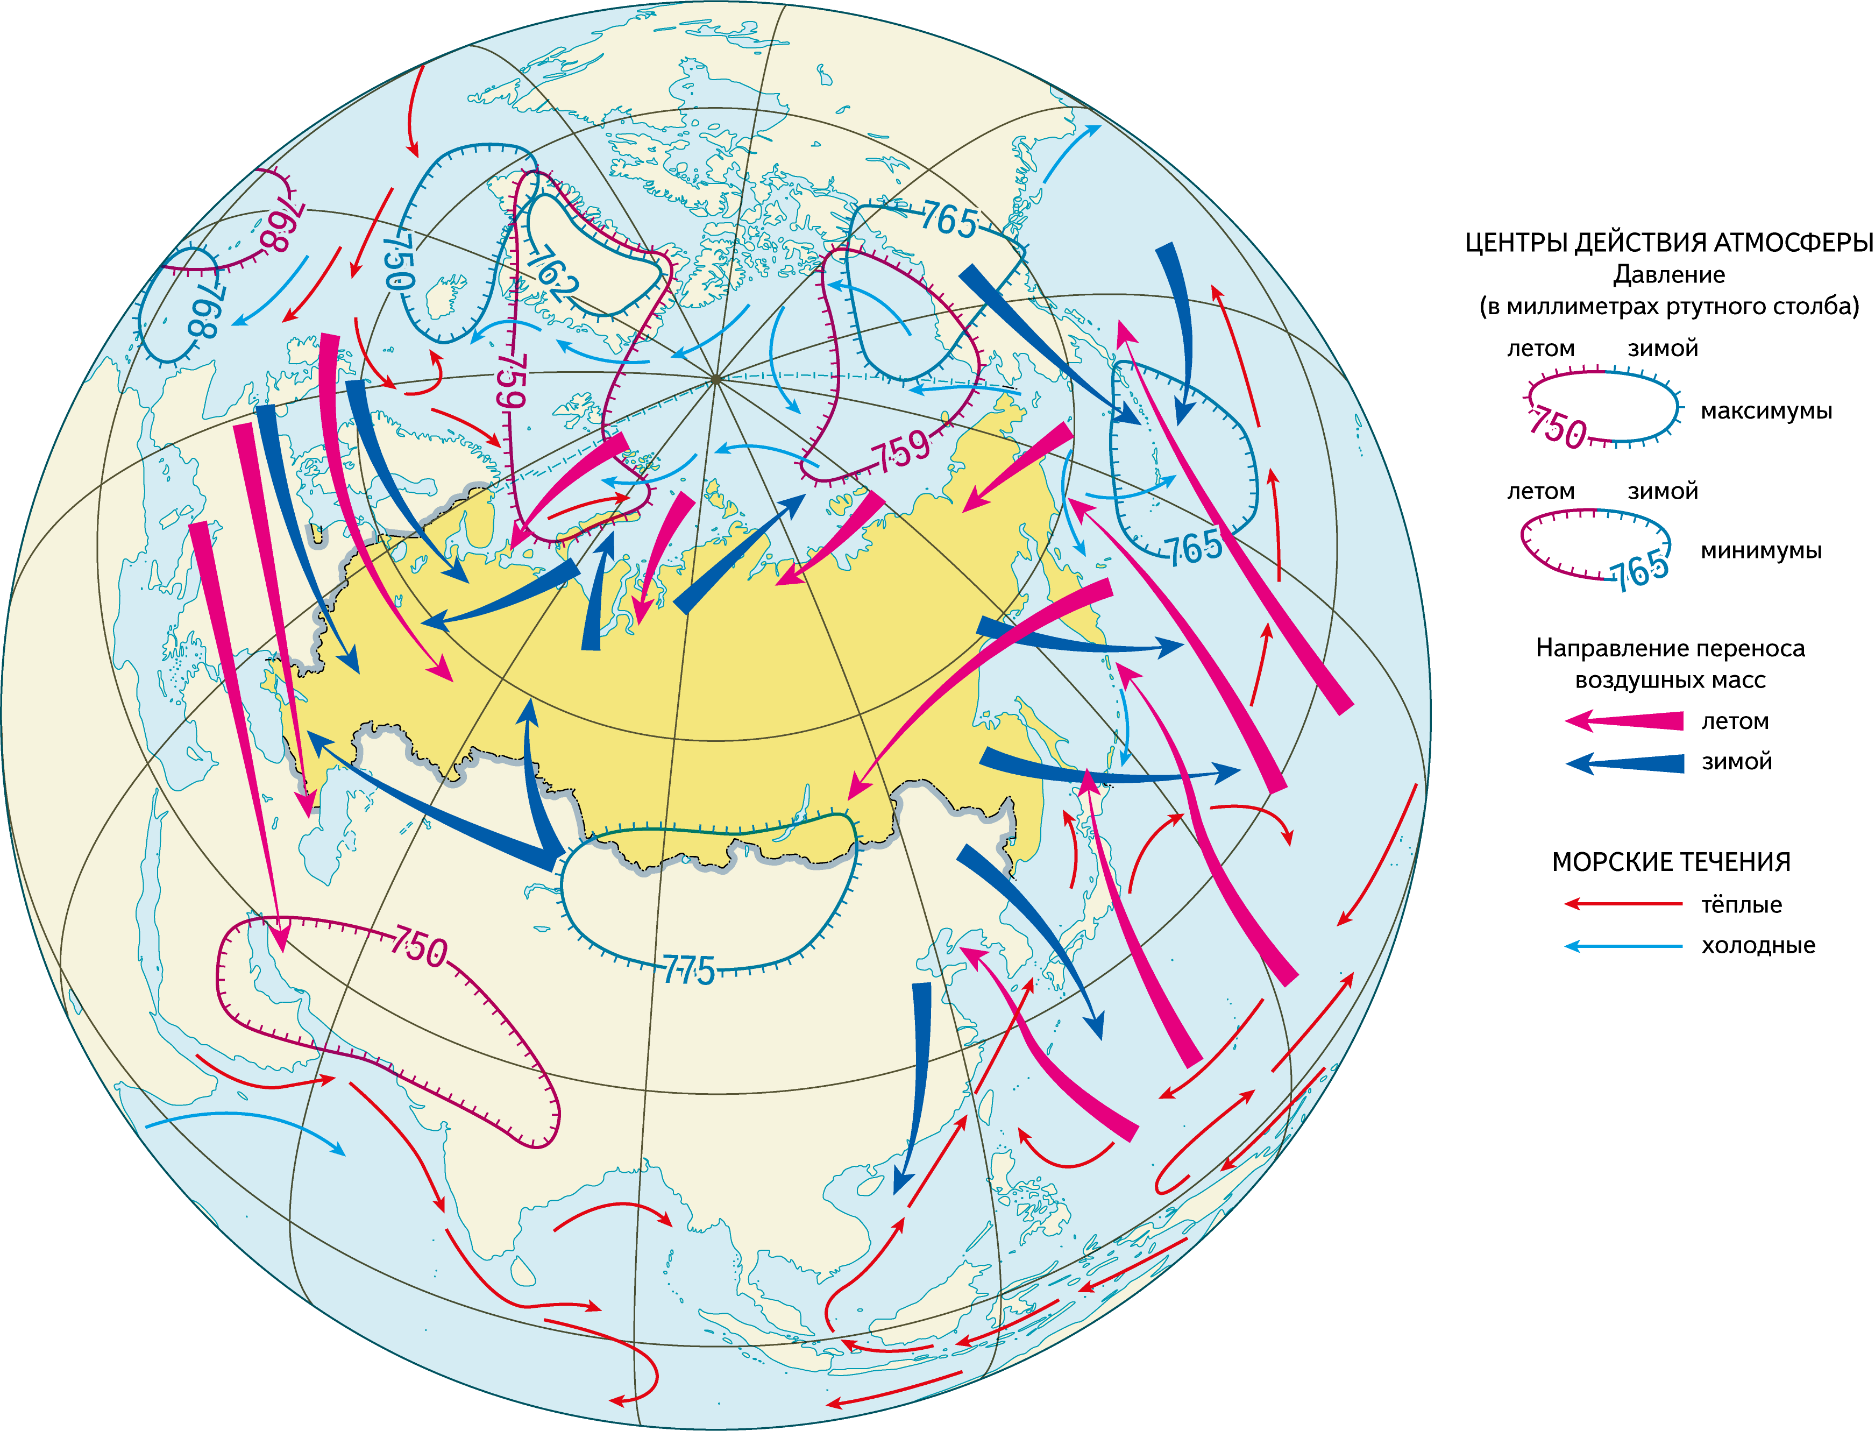 768
768
750
762
759
765
759
765
750
775
ЦЕНТРЫ ДЕЙСТВИЯ АТМОСФЕРЫ
Давление
(в миллиметрах ртутного столба)
летом зимой
750
максимумы
летом зимой
765
минимумы
Направление переноса
воздушных масс
летом
зимой
МОРСКИЕ ТЕЧЕНИЯ
тёплые
холодные